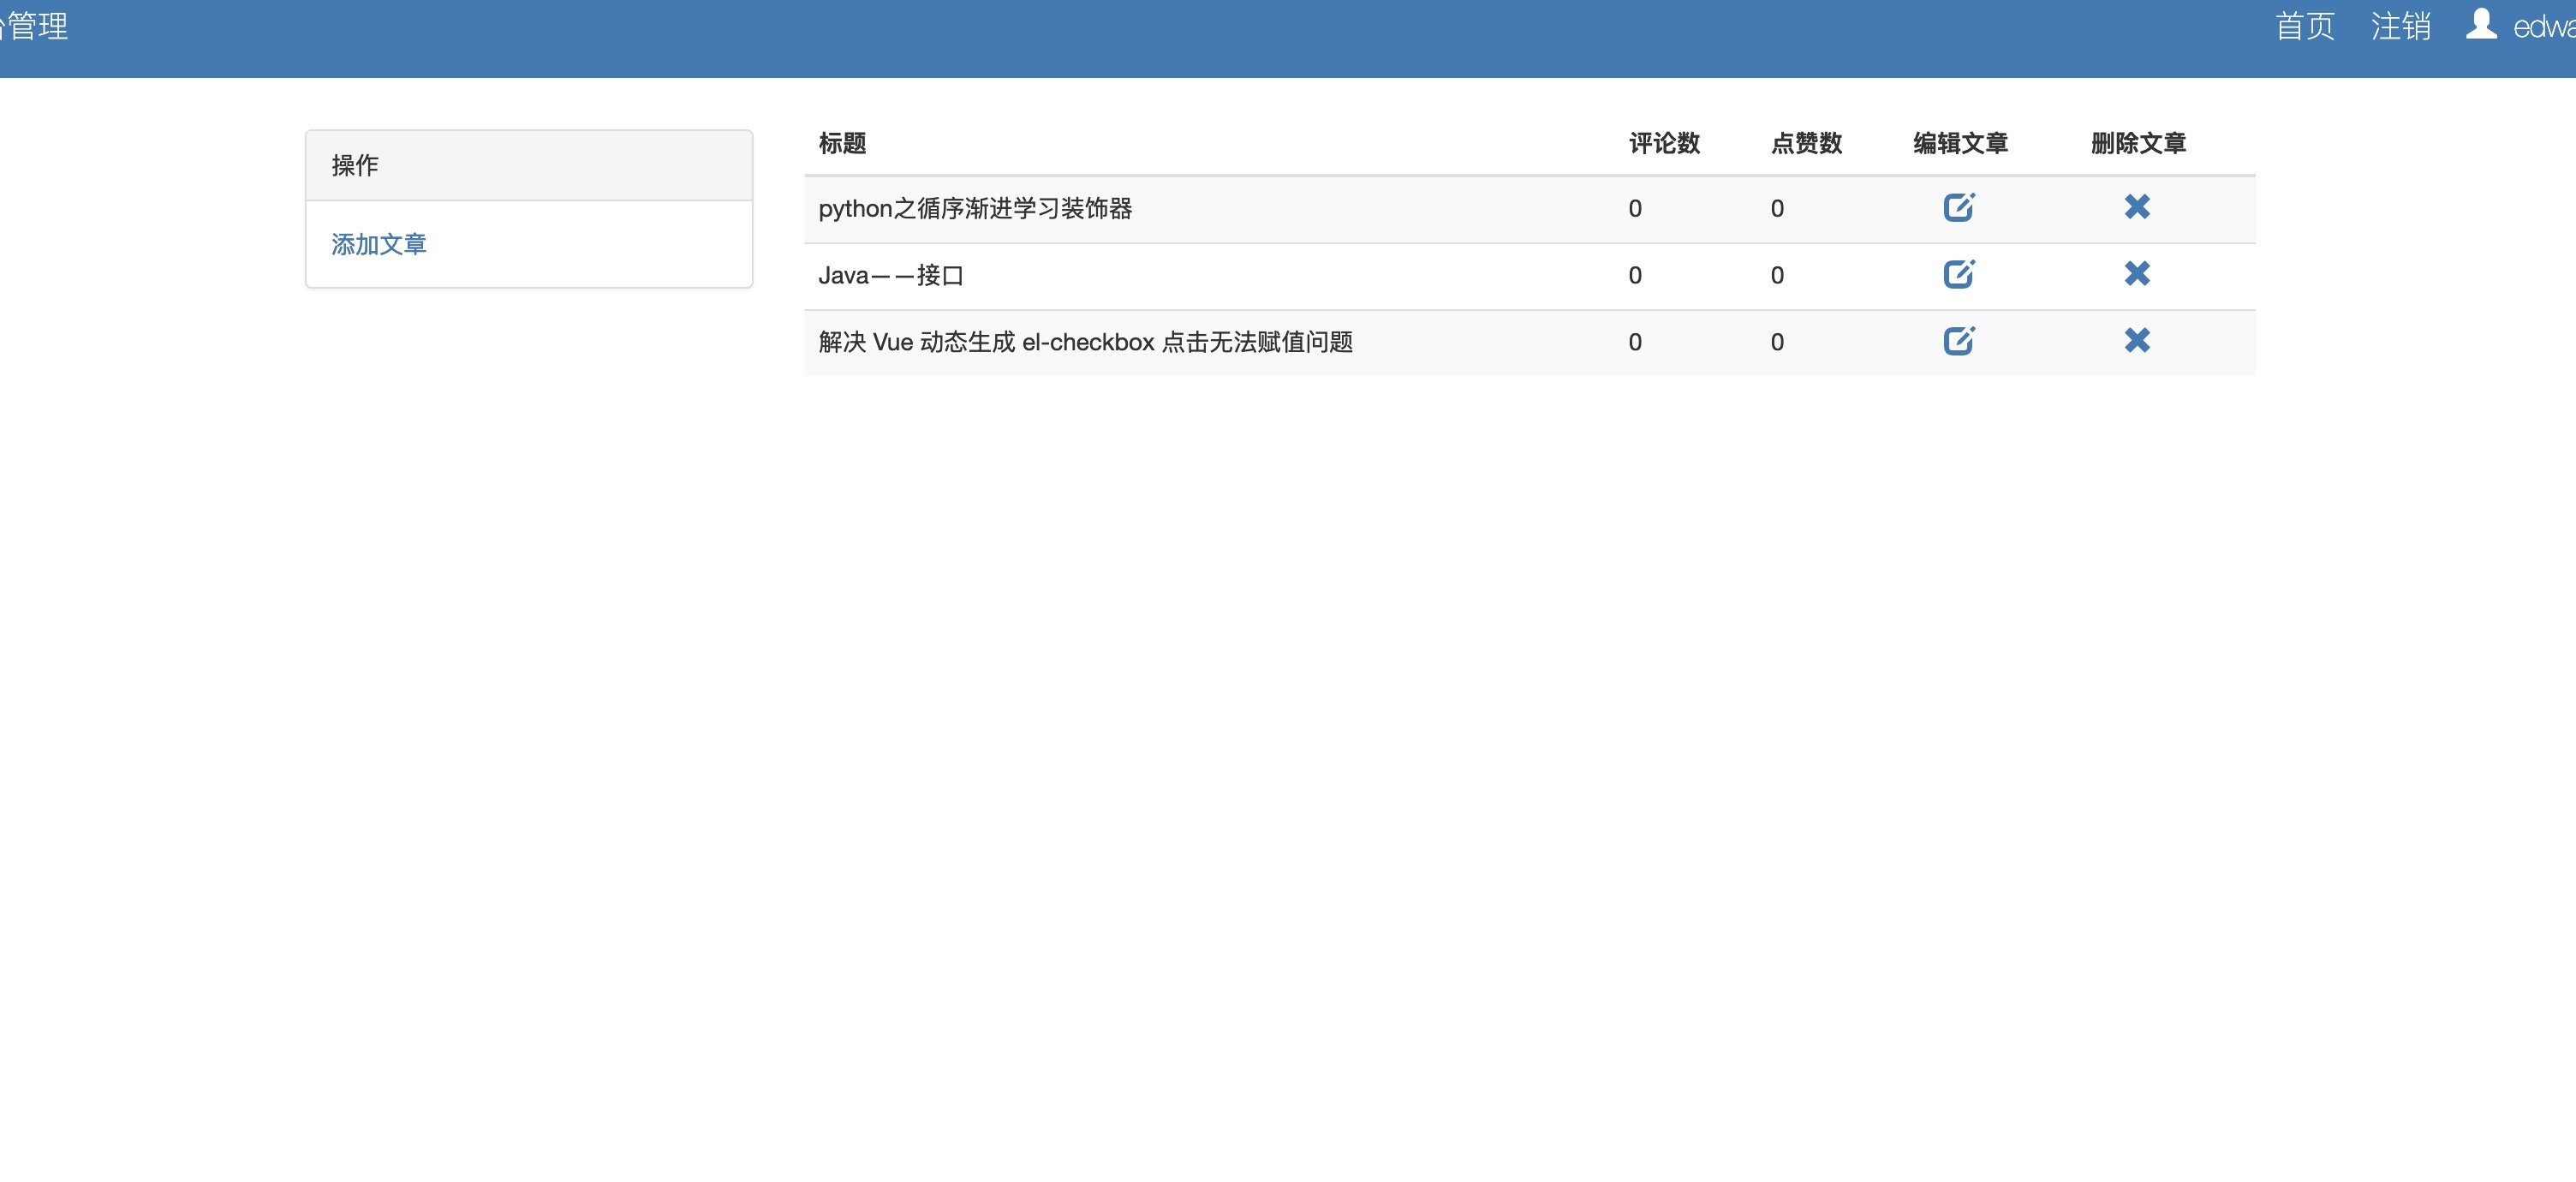 管理
首页 注销
操作
添加文章
标题 评论数 点赞数 编辑文章 删除文章
python之循序渐进学习装饰器 0 0
Java——接口 0 0
解决 Vue 动态生成 el-checkbox 点击无法赋值问题 0 0